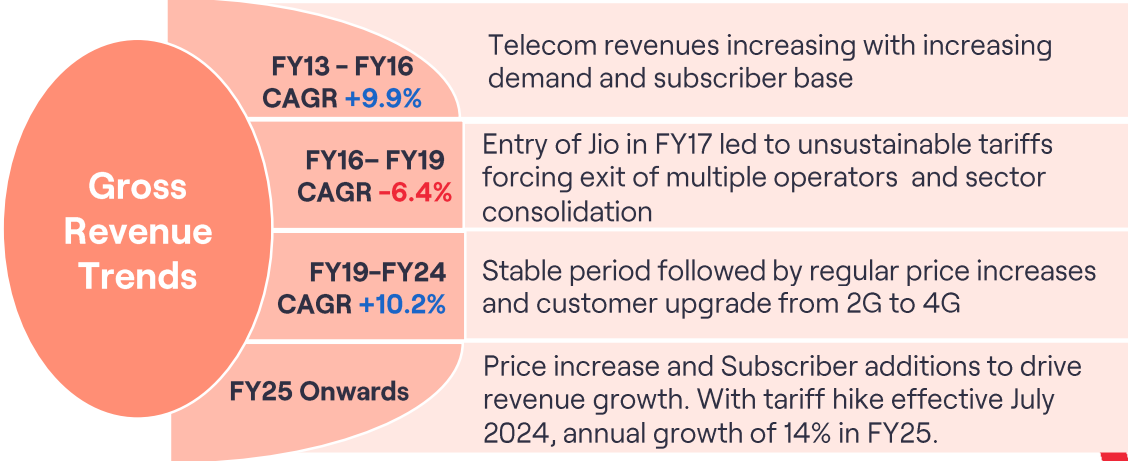 Gross
Revenue
Trends
FY13 – FY16
CAGR +9.9%
Telecom revenues increasing with increasing
demand and subscriber base
FY16– FY19
CAGR -6.4%
Entry of Jio in FY17 led to unsustainable tariffs
forcing exit of multiple operators  and sector
consolidation
FY19-FY24
CAGR +10.2%
Stable period followed by regular price increases
and customer upgrade from 2G to 4G
FY25 Onwards
Price increase and Subscriber additions to drive
revenue growth. With tariff hike effective July
2024, annual growth of 14% in FY25.